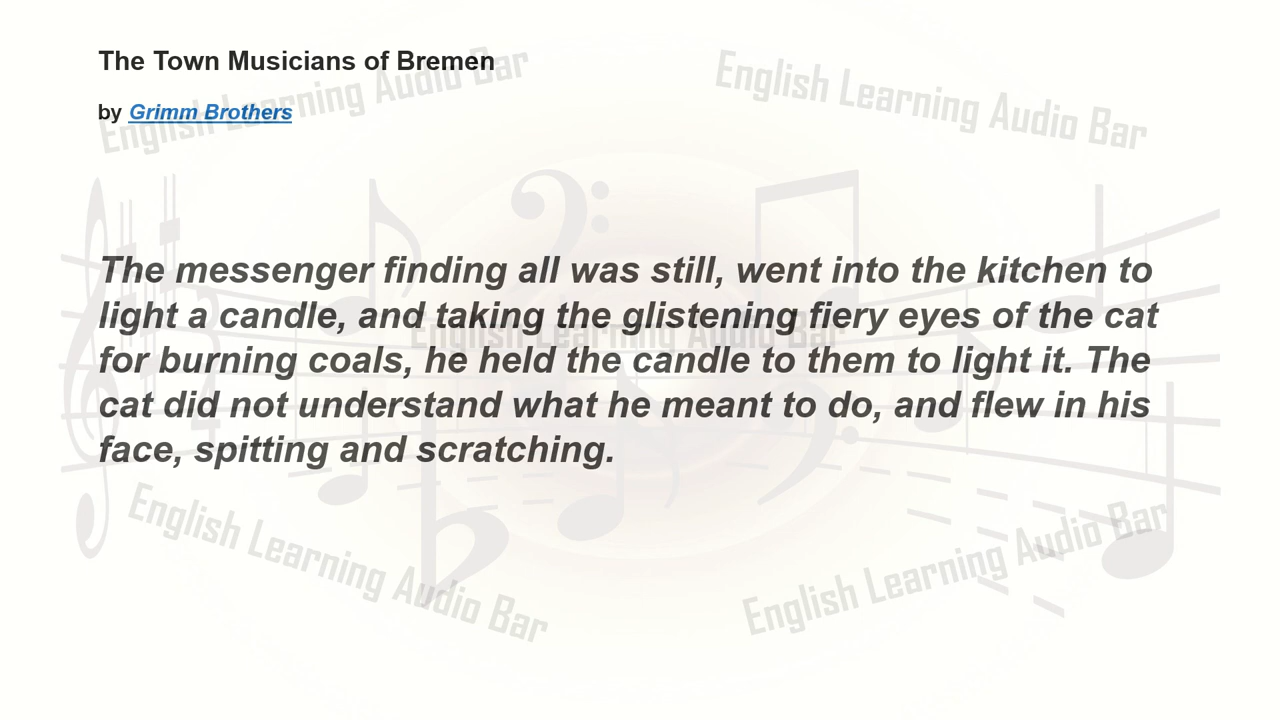 The Town Musicians of Bremen
by Grimm Brothers
English Learning Audio Bar
English Learning Audio Bar
The messenger finding all was still, went into the kitchen to
light a candle, and taking the glistening fiery eyes of the cat
English Learning Audio Bar
for burning coals, he held the candle to them to light it. The
cat did not understand what he meant to do, and flew in his
face, spitting and scratching.
English Learning Audio Bar
English Learning Audio Bar